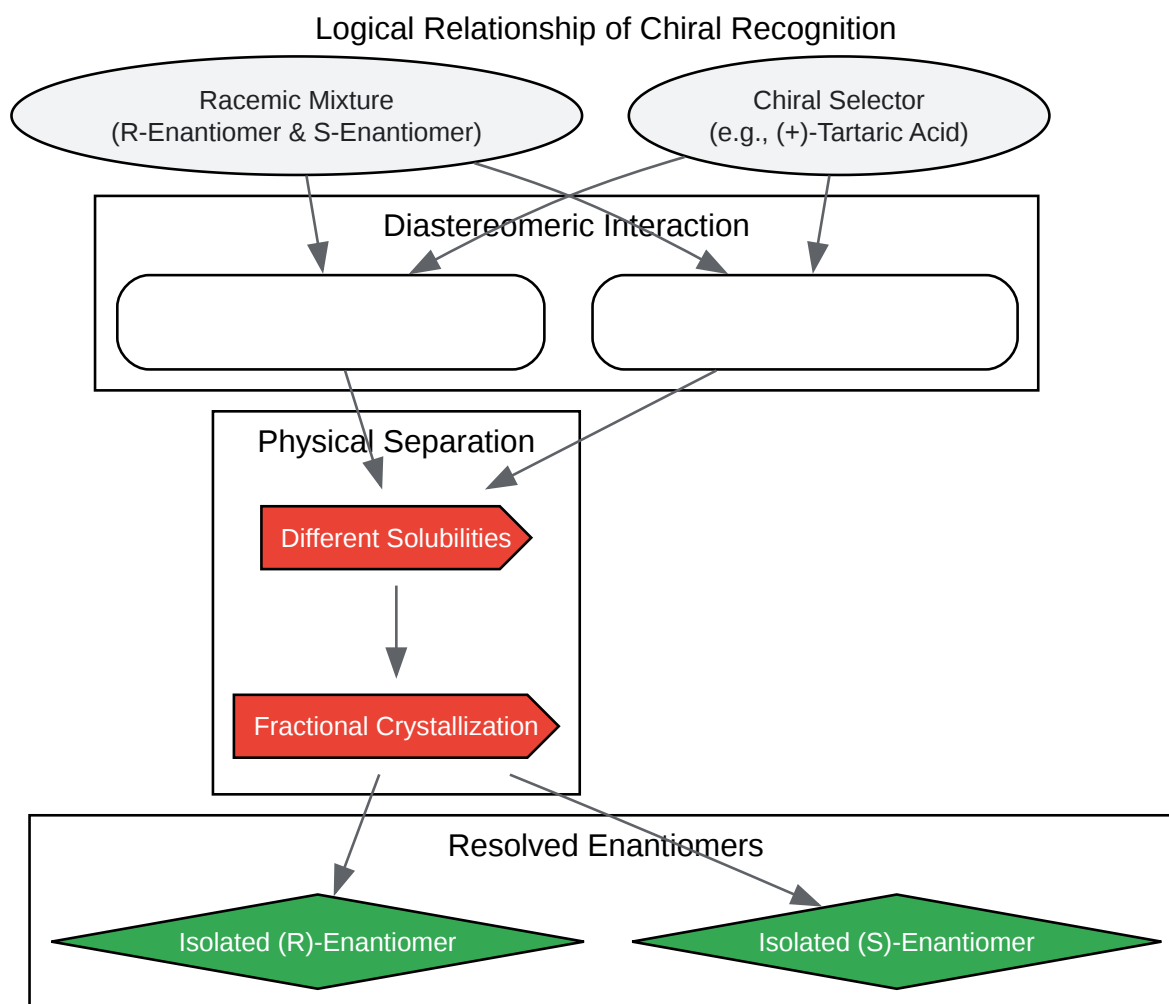 Logical Relationship of Chiral Recognition
Racemic Mixture
(R-Enantiomer & S-Enantiomer)
Chiral Selector
(e.g., (+)-Tartaric Acid)
Diastereomeric Interaction
Physical Separation
Different Solubilities
Fractional Crystallization
Resolved Enantiomers
Isolated (R)-Enantiomer
Isolated (S)-Enantiomer